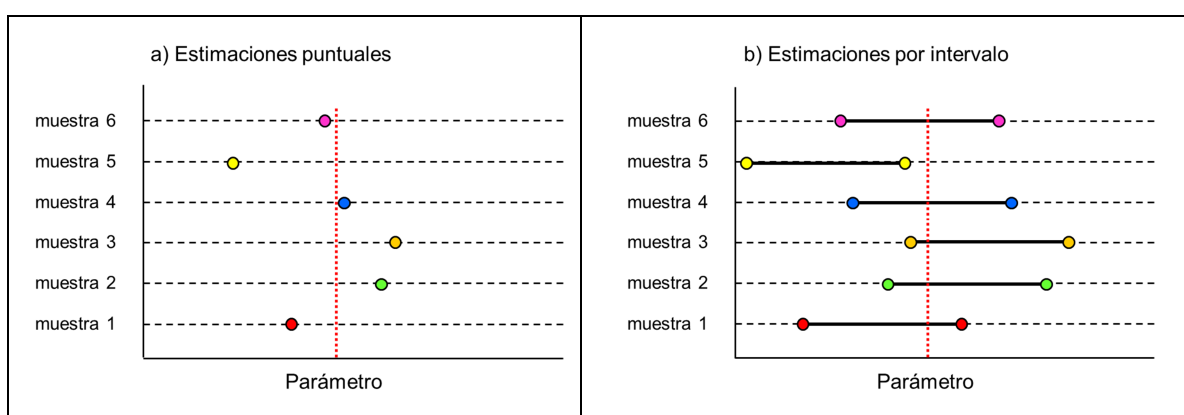 a) Estimaciones puntuales
muestra 6
muestra 5
muestra 4
muestra 3
muestra 2
muestra 1
Parámetro
b) Estimaciones por intervalo
muestra 6
muestra 5
muestra 4
muestra 3
muestra 2
muestra 1
Parámetro